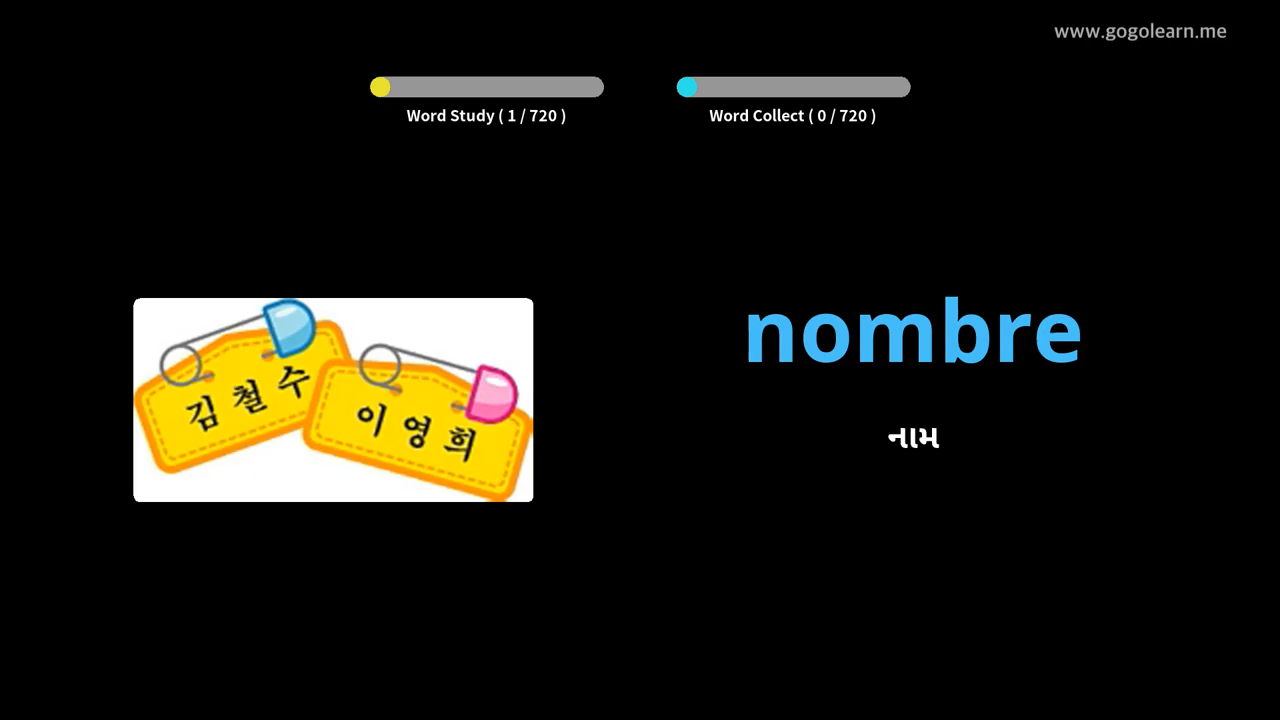 www.gogolearn.me
Word Study ( 1 / 720 )
Word Collect ( 0 / 720 )
김철수
이영희
nombre
નામ